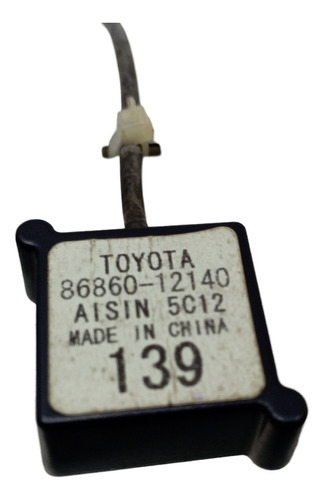 TOYOTA
86860-12140
AISIN 5C12
MADE IN CHINA
139